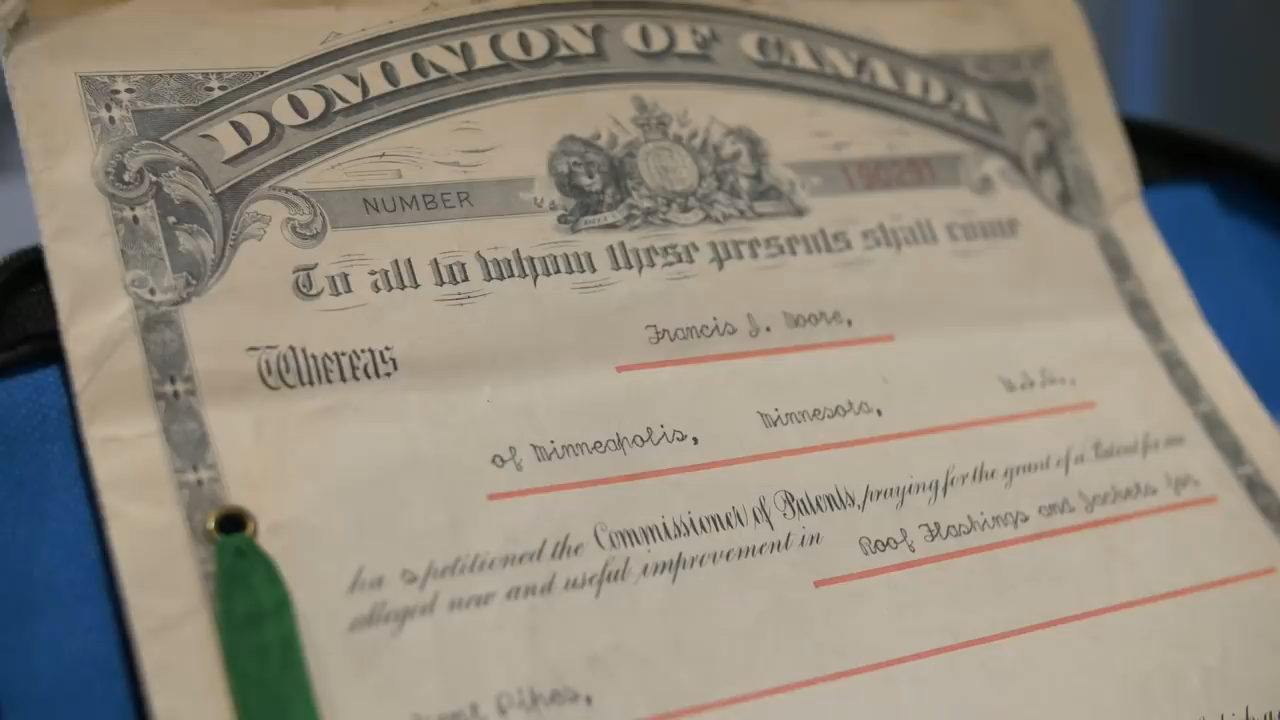 DOMINION OF CANADA
NUMBER 190291
To all to whom these presents shall come
Whereas Francis J. Moore,
of Minneapolis, Minnesota, U.S.A.,
has petitioned the Commissioner of Patents, praying for the grant of a Patent for an
alleged new and useful improvement in Roof Flashings and Jackets for
Pipes,